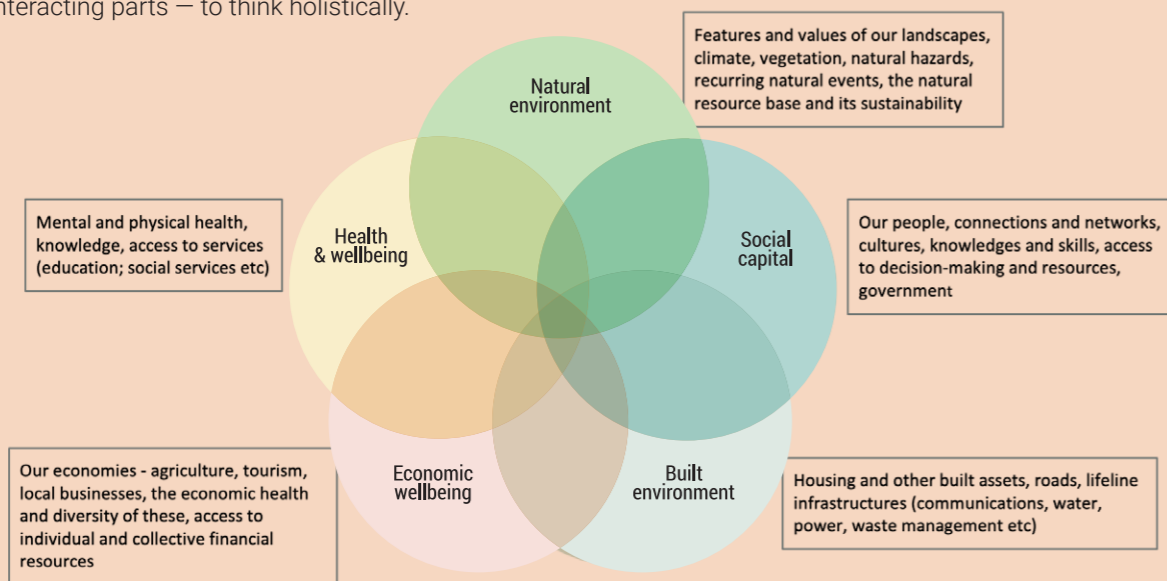 nteracting parts — to think holistically.
Natural
environment
Features and values of our landscapes,
climate, vegetation, natural hazards,
recurring natural events, the natural
resource base and its sustainability
Mental and physical health,
knowledge, access to services
(education; social services etc)
Health
& wellbeing
Social
capital
Our people, connections and networks,
cultures, knowledges and skills, access
to decision-making and resources,
government
Our economies - agriculture, tourism,
local businesses, the economic health
and diversity of these, access to
individual and collective financial
resources
Economic
wellbeing
Built
environment
Housing and other built assets, roads, lifeline
infrastructures (communications, water,
power, waste management etc)